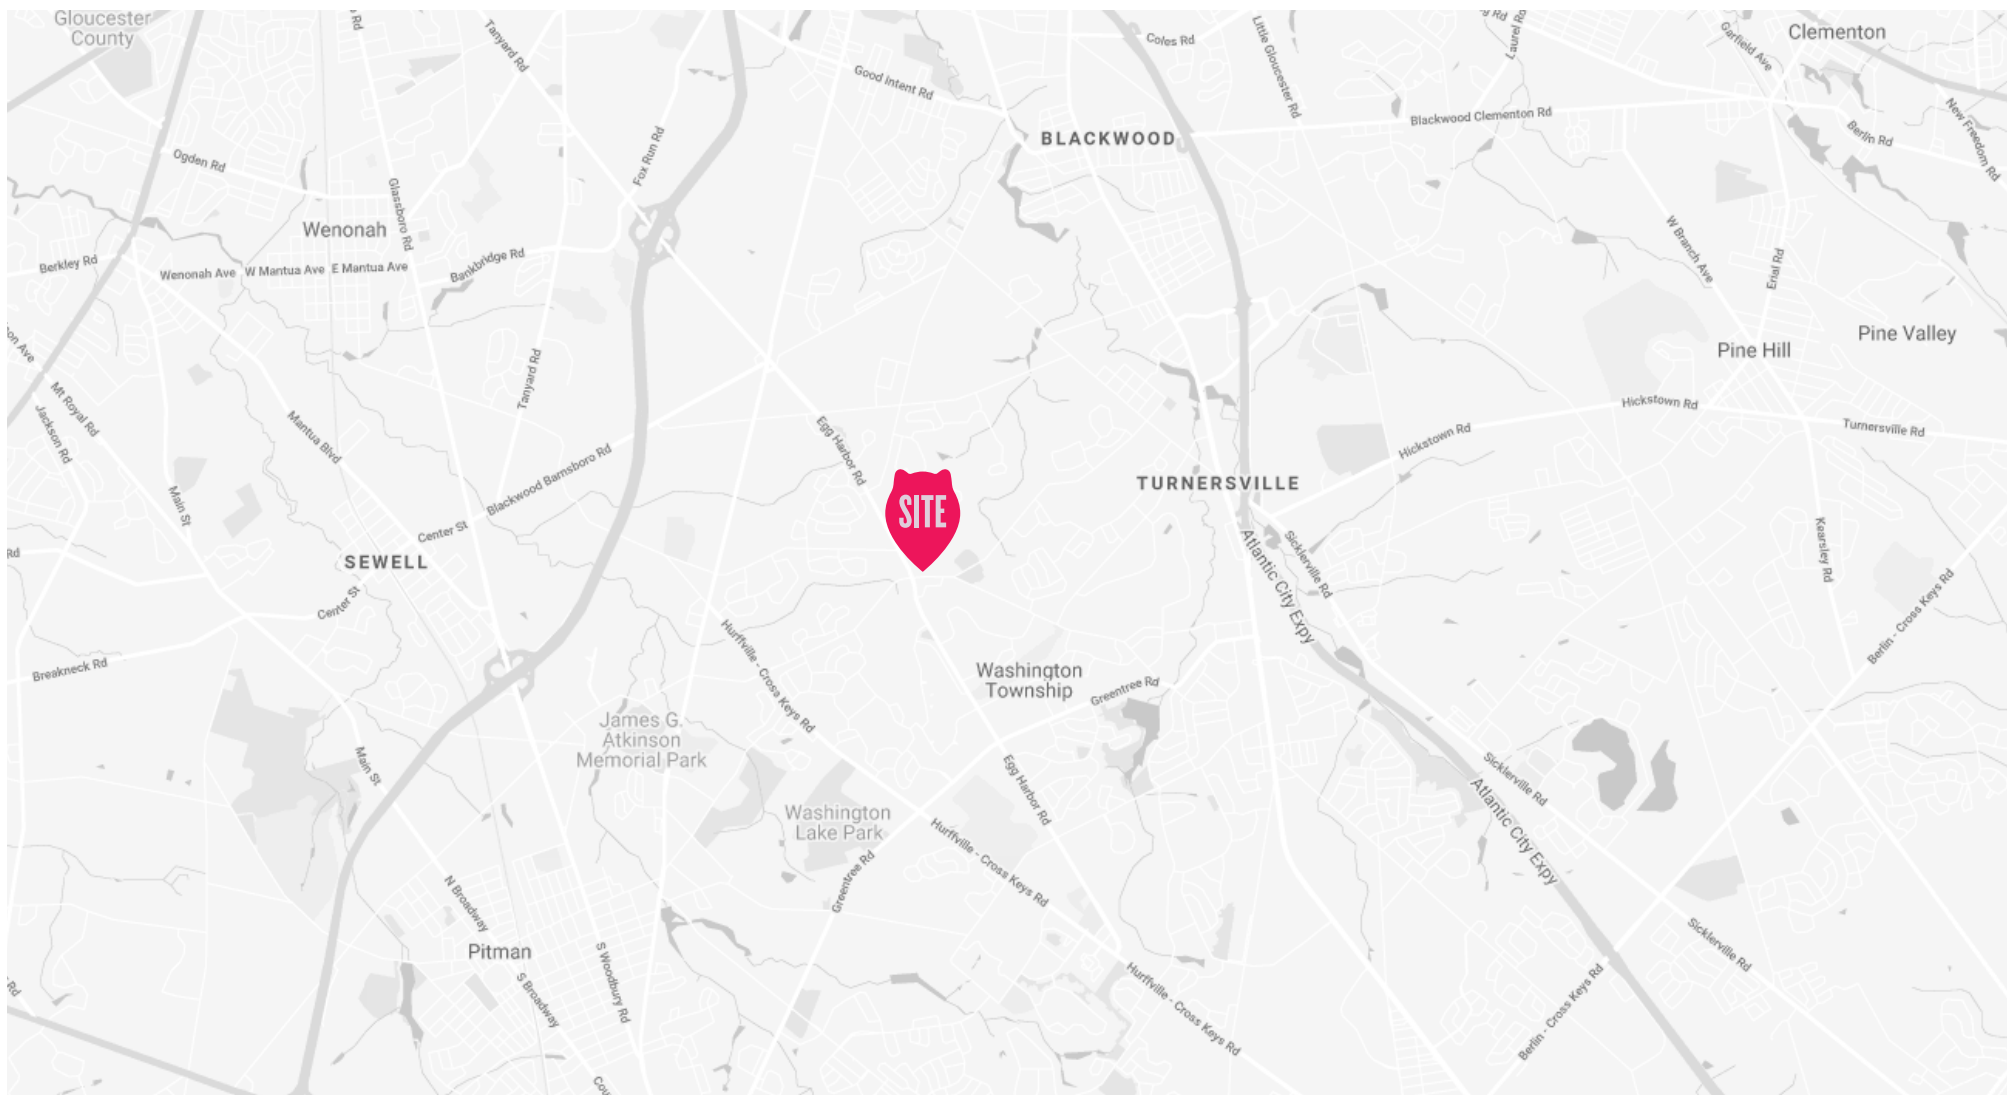 Gloucester
County
Tanyard Rd
Good Intent Rd
Coles Rd
Little Gloucester Rd
Laurel Rd
Garfield Ave
Clementon
New Freedom Rd
Berlin Rd
Blackwood Clementon Rd
BLACKWOOD
Fox Run Rd
Ogden Rd
Glassboro Rd
Wenonah
Berkley Rd
Wenonah Ave
W Mantua Ave
E Mantua Ave
Bankbridge Rd
W Branch Ave
Erial Rd
Pine Valley
Pine Hill
Mt Royal Rd
Jackson Rd
Tanyard Rd
Mantua Blvd
Egg Harbor Rd
Hickstown Rd
Hickstown Rd
Turnersville Rd
Blackwood Barnsboro Rd
Main St
Center St
SITE
TURNERSVILLE
SEWELL
Center St
Atlantic City Expy
Sicklerville Rd
Kearsley Rd
Berlin - Cross Keys Rd
Rd
Breakneck Rd
Hurffville - Cross Keys Rd
Washington
Township
Greentree Rd
James G.
Atkinson
Memorial Park
Main St
Egg Harbor Rd
Sicklerville Rd
Atlantic City Expy
Washington
Lake Park
Hurffville - Cross Keys Rd
Greentree Rd
N Broadway
Pitman
S Broadway
S Woodbury Rd
Sicklerville Rd
Hurffville - Cross Keys Rd
Berlin - Cross Keys Rd
Rd